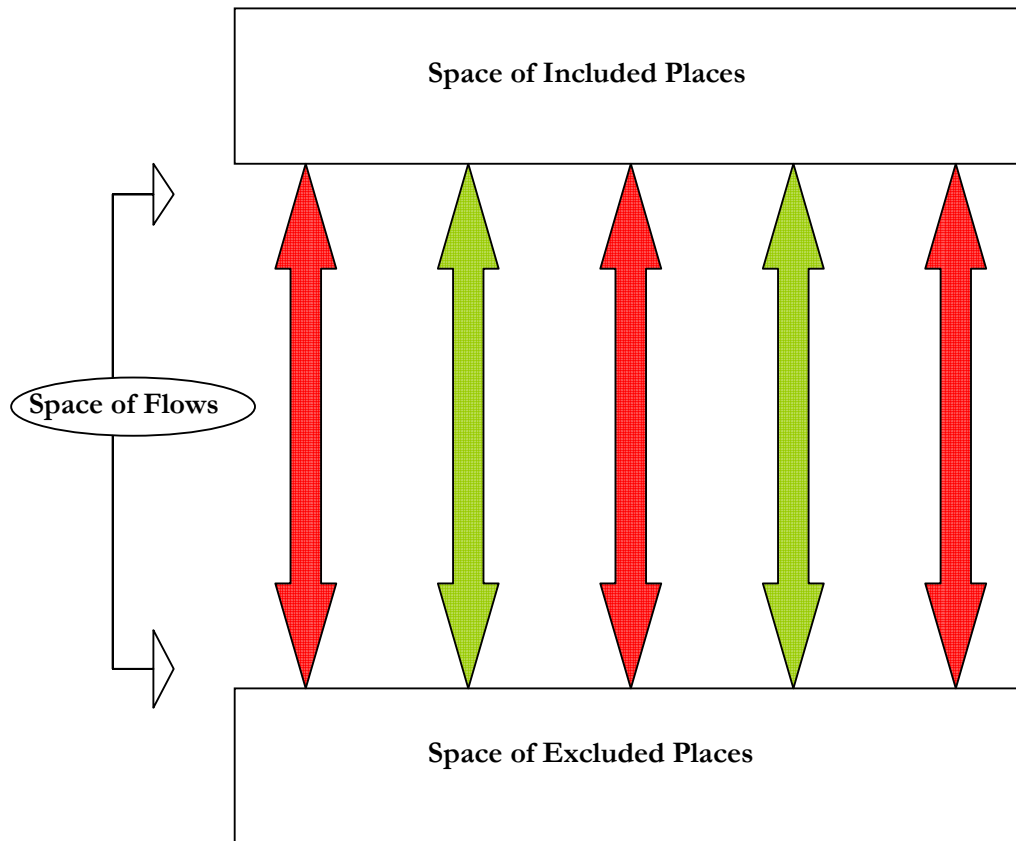 Space of Included Places
Space of Flows
Space of Excluded Places